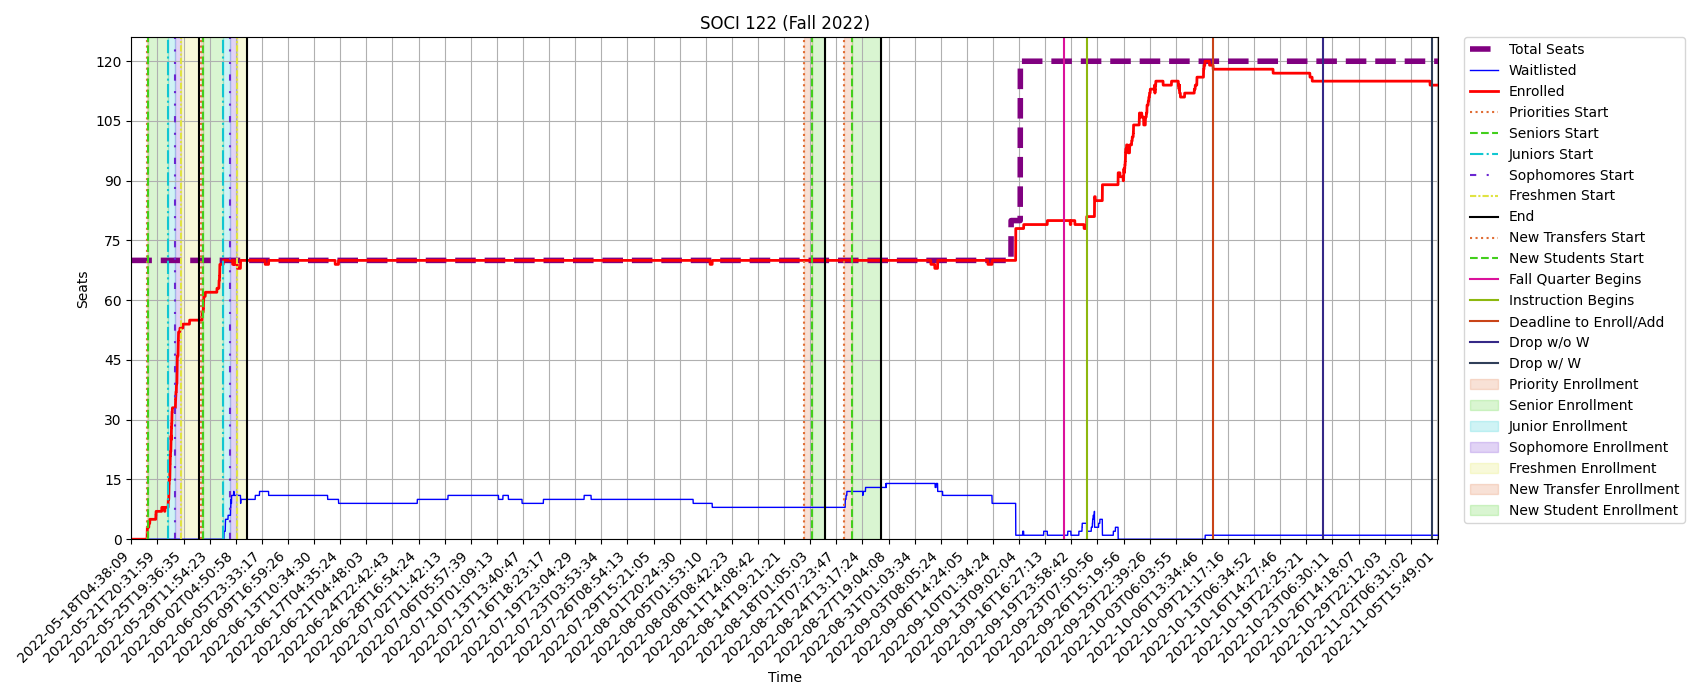 SOCI 122 (Fall 2022)
Seats
120
105
90
75
60
45
30
15
0
2022-05-18T04:38:09
2022-05-21T20:31:59
2022-05-25T19:36:35
2022-05-29T11:54:23
2022-06-02T04:50:58
2022-06-05T23:33:17
2022-06-09T16:59:26
2022-06-13T10:34:30
2022-06-17T04:35:24
2022-06-21T04:48:03
2022-06-24T22:42:43
2022-06-28T16:54:24
2022-07-02T11:42:13
2022-07-06T05:57:39
2022-07-10T01:09:13
2022-07-13T13:40:47
2022-07-16T18:23:17
2022-07-19T23:04:29
2022-07-23T03:53:34
2022-07-26T08:54:13
2022-07-29T15:21:05
2022-08-01T20:24:30
2022-08-05T01:53:10
2022-08-08T08:42:23
2022-08-11T14:08:42
2022-08-14T19:21:21
2022-08-18T01:05:03
2022-08-21T07:23:47
2022-08-24T13:17:24
2022-08-27T19:04:08
2022-08-31T01:03:34
2022-09-03T08:05:24
2022-09-06T14:24:05
2022-09-10T01:34:24
2022-09-13T09:02:04
2022-09-16T16:27:13
2022-09-19T23:58:42
2022-09-23T07:50:56
2022-09-26T15:19:56
2022-09-29T22:39:26
2022-10-03T06:03:55
2022-10-06T13:34:46
2022-10-09T21:17:16
2022-10-13T06:34:52
2022-10-16T14:27:46
2022-10-19T22:25:21
2022-10-23T06:30:11
2022-10-26T14:18:07
2022-10-29T22:12:03
2022-11-02T06:31:02
2022-11-05T15:49:01
Time
Total Seats
Waitlisted
Enrolled
Priorities Start
Seniors Start
Juniors Start
Sophomores Start
Freshmen Start
End
New Transfers Start
New Students Start
Fall Quarter Begins
Instruction Begins
Deadline to Enroll/Add
Drop w/o W
Drop w/ W
Priority Enrollment
Senior Enrollment
Junior Enrollment
Sophomore Enrollment
Freshmen Enrollment
New Transfer Enrollment
New Student Enrollment